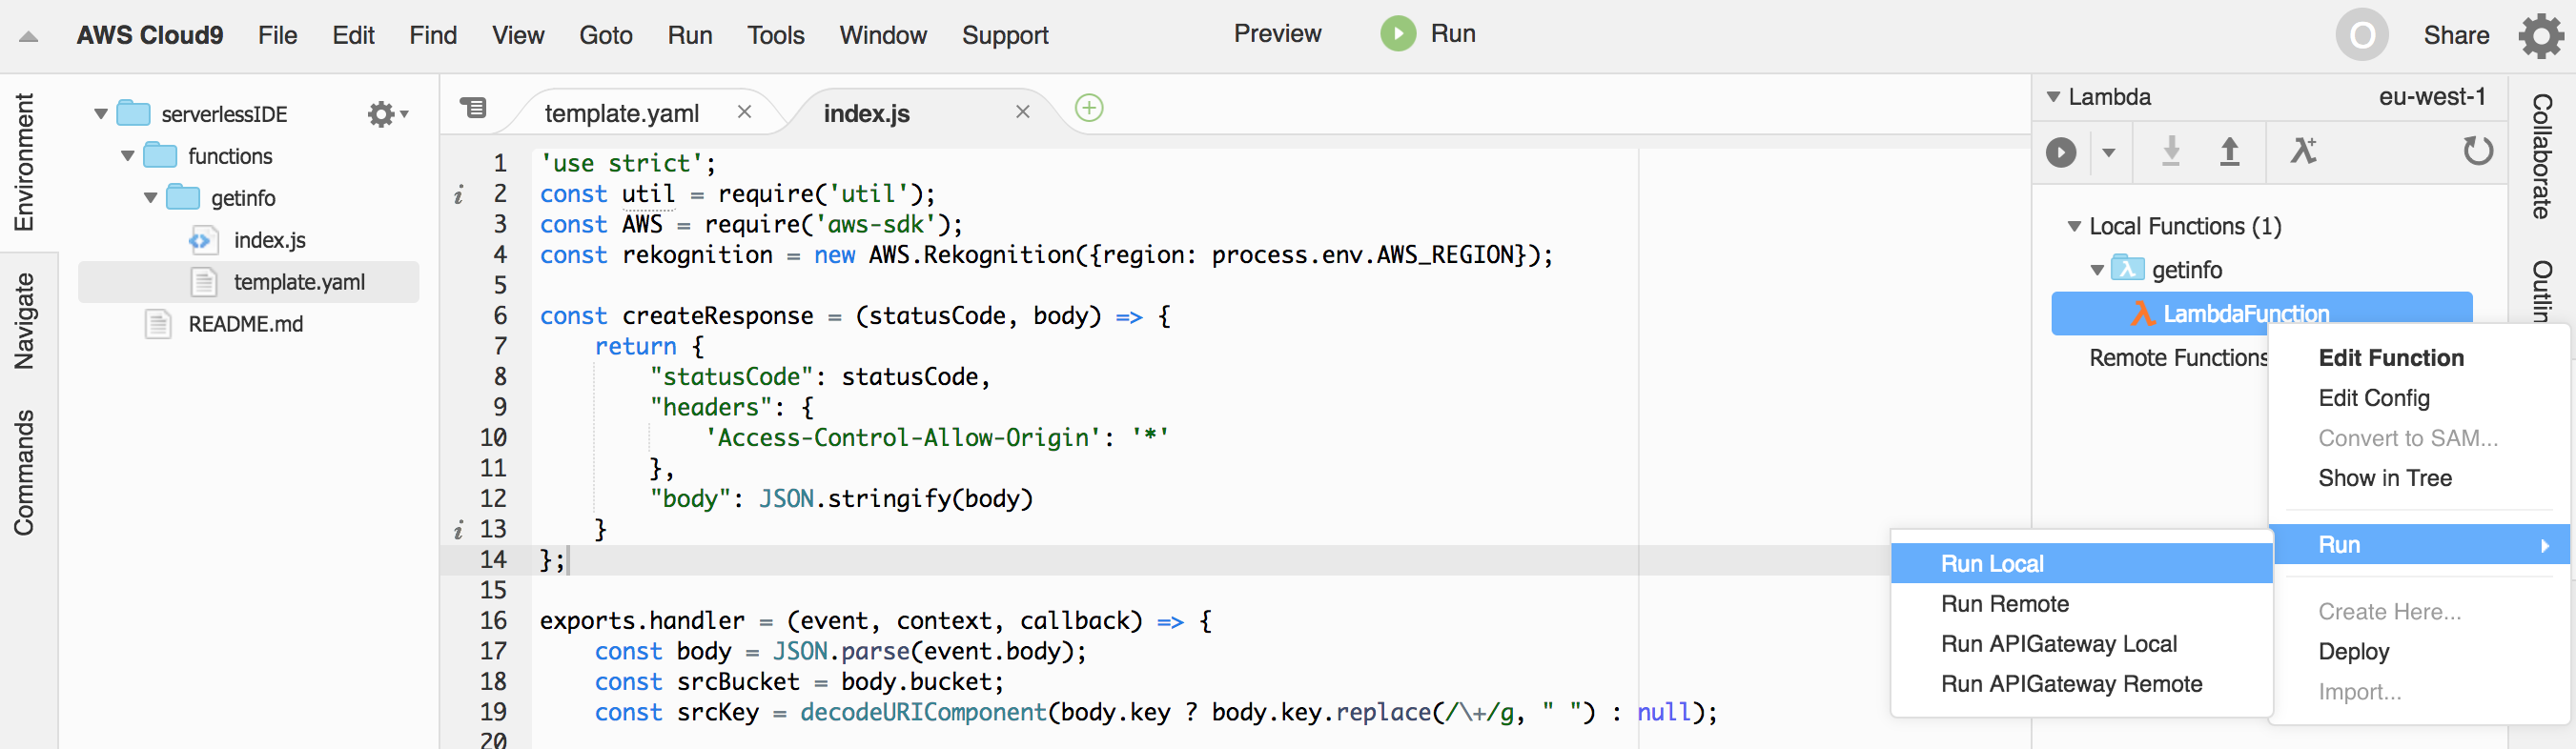 AWS Cloud9 File Edit Find View Goto Run Tools Window Support Preview Run O Share
Environment
Navigate
Commands
serverlessIDE
functions
getinfo
index.js
template.yaml
README.md
template.yaml × index.js ×
1 'use strict';
i 2 const util = require('util');
3 const AWS = require('aws-sdk');
4 const rekognition = new AWS.Rekognition({region: process.env.AWS_REGION});
5
6 const createResponse = (statusCode, body) => {
7 return {
8 "statusCode": statusCode,
9 "headers": {
10 'Access-Control-Allow-Origin': '*'
11 },
12 "body": JSON.stringify(body)
i 13 }
14 };
15
16 exports.handler = (event, context, callback) => {
17 const body = JSON.parse(event.body);
18 const srcBucket = body.bucket;
19 const srcKey = decodeURIComponent(body.key ? body.key.replace(/\+/g, " ") : null);
20
Lambda eu-west-1
Local Functions (1)
getinfo
LambdaFunction
Remote Functions
Edit Function
Edit Config
Convert to SAM...
Show in Tree
Run
Create Here...
Deploy
Import...
Run Local
Run Remote
Run APIGateway Local
Run APIGateway Remote
Collaborate
Outlin